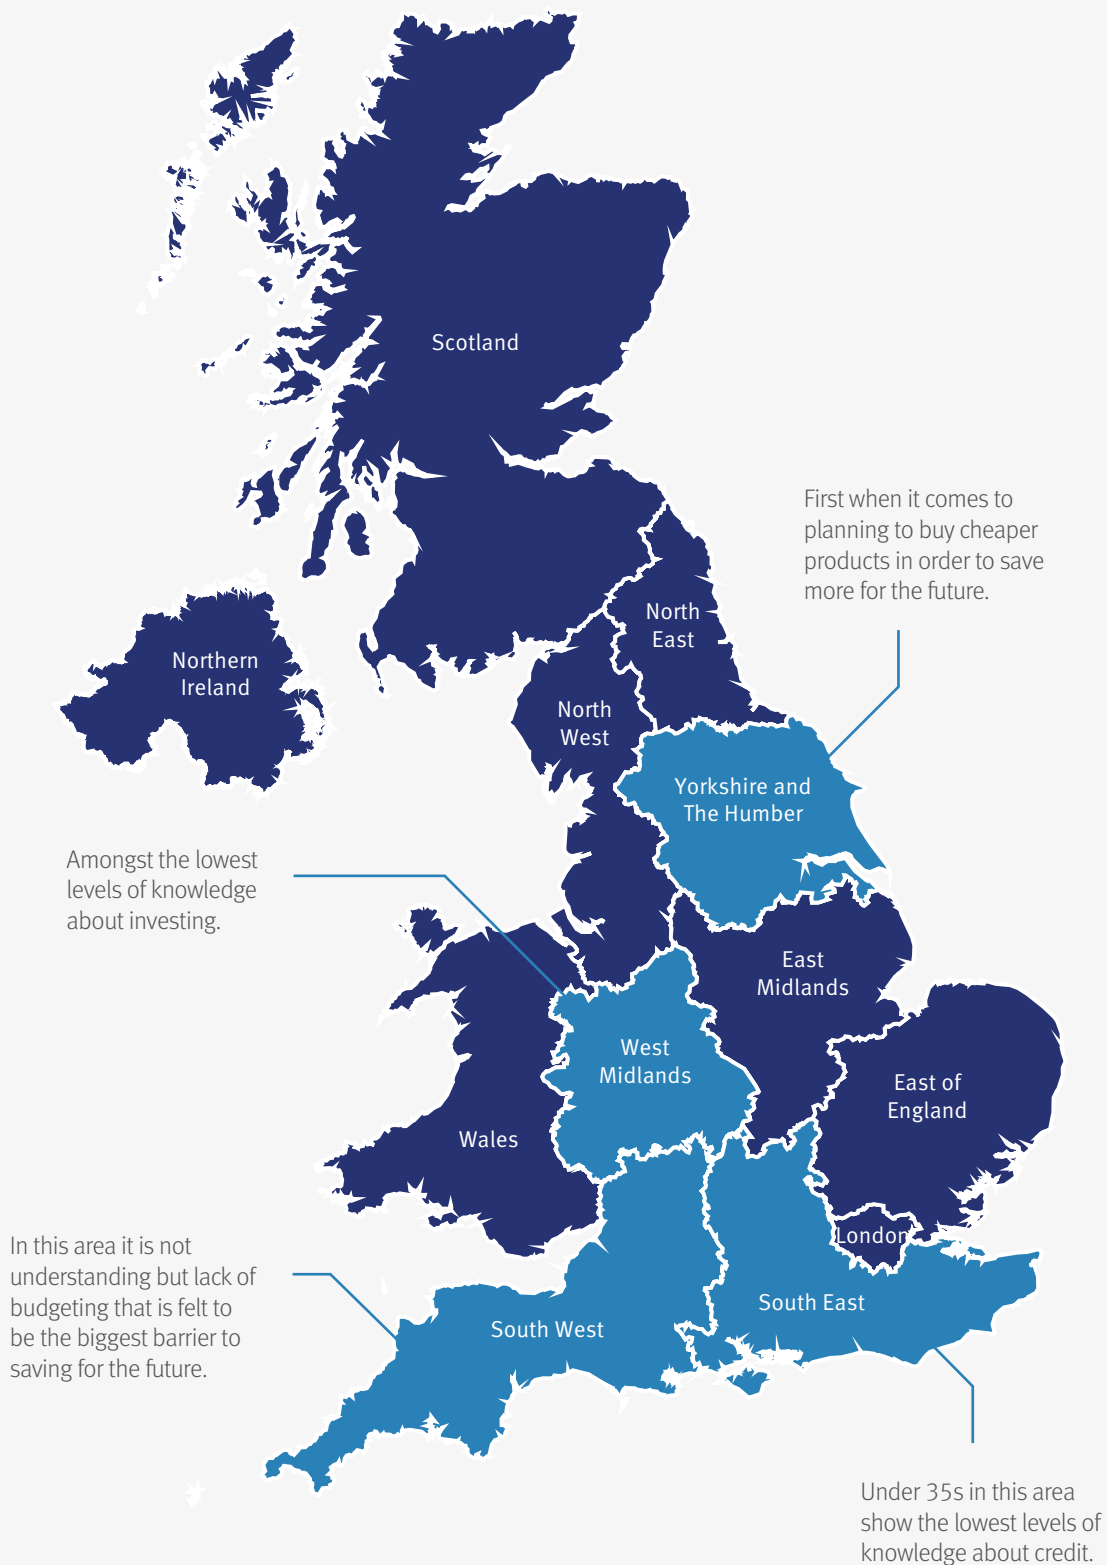 Scotland
First when it comes to
planning to buy cheaper
products in order to save
more for the future.
North
East
Northern
Ireland
North
West
Yorkshire and
The Humber
Amongst the lowest
levels of knowledge
about investing.
East
Midlands
West
Midlands
East of
England
Wales
London
In this area it is not
understanding but lack of
budgeting that is felt to
be the biggest barrier to
saving for the future.
South West
South East
Under 35s in this area
show the lowest levels of
knowledge about credit.